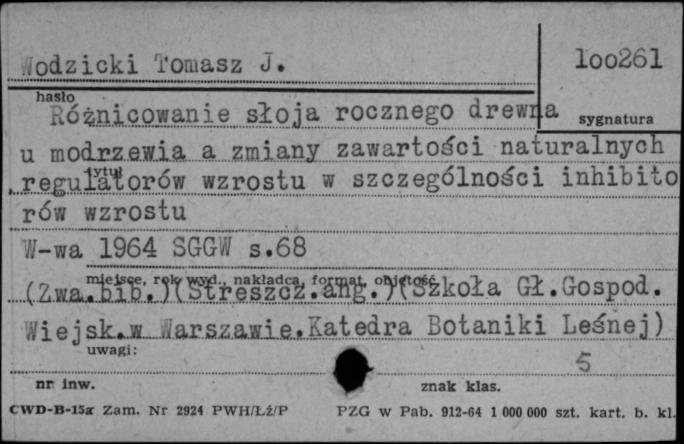 Wodzicki Tomasz J.
100261
hasło
Różnicowanie słoja rocznego drewna
sygnatura
u modrzewia a zmiany zawartości naturalnych
tytuł
regulatorów wzrostu w szczególności inhibito
rów wzrostu
W-wa 1964 SGGW s.68
miejsce, rok wyd., nakładca, format, objętość
(Zwa.bib.)(Streszcz.ang.)(Szkoła Gł.Gospod.
Wiejsk.w Warszawie.Katedra Botaniki Leśnej)
uwagi:
5
nr inw.
znak klas.
CWD-B-15a Zam. Nr 2924 PWH/Łź/P
PZG w Pab. 912-64 1 000 000 szt. kart. b. kl.